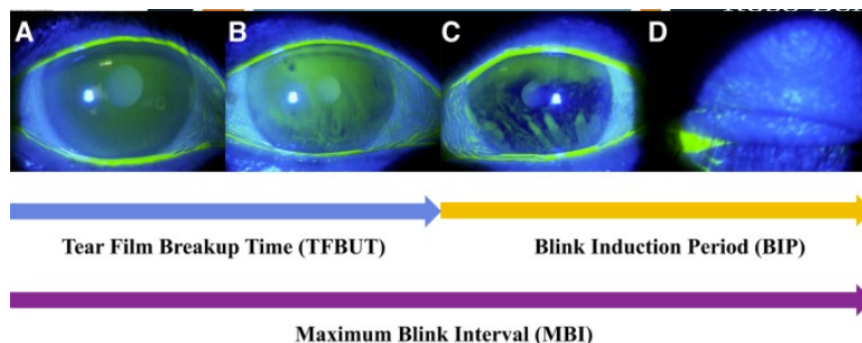 A B C D
Tear Film Breakup Time (TFBUT) Blink Induction Period (BIP)
Maximum Blink Interval (MBI)